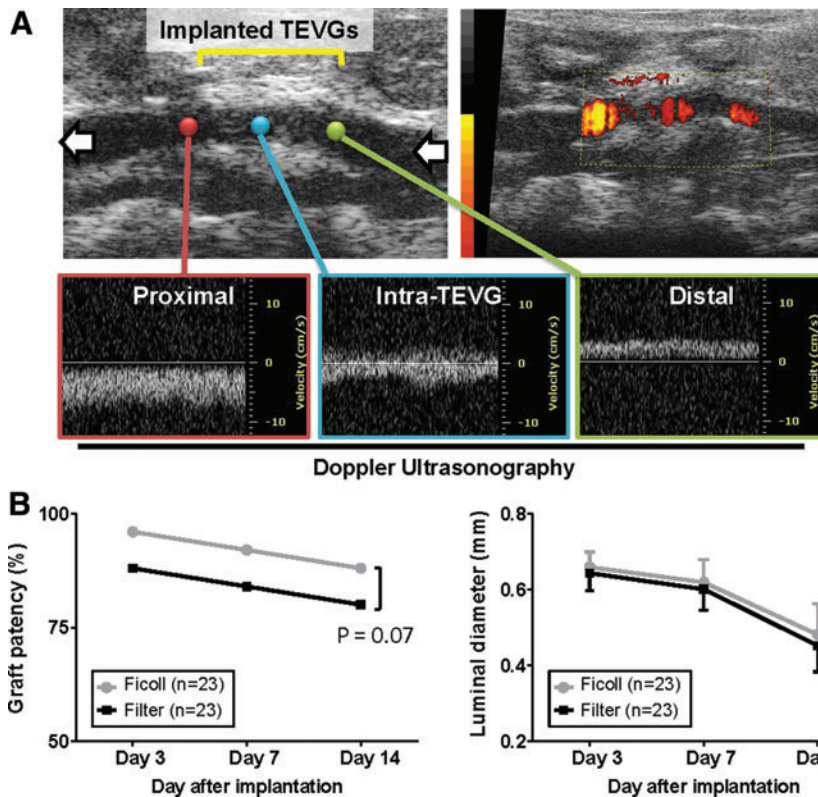 A
Implanted TEVGs
Proximal
Intra-TEVG
Distal
10
0
-10
Velocity (cm/s)
10
0
-10
Velocity (cm/s)
10
0
-10
Velocity (cm/s)
Doppler Ultrasonography
B
100
75
50
Graft patency (%)
P = 0.07
Ficoll (n=23)
Filter (n=23)
Day 3
Day 7
Day 14
Day after implantation
0.8
0.6
0.4
0.2
Luminal diameter (mm)
Ficoll (n=23)
Filter (n=23)
Day 3
Day 7
Day after implantation